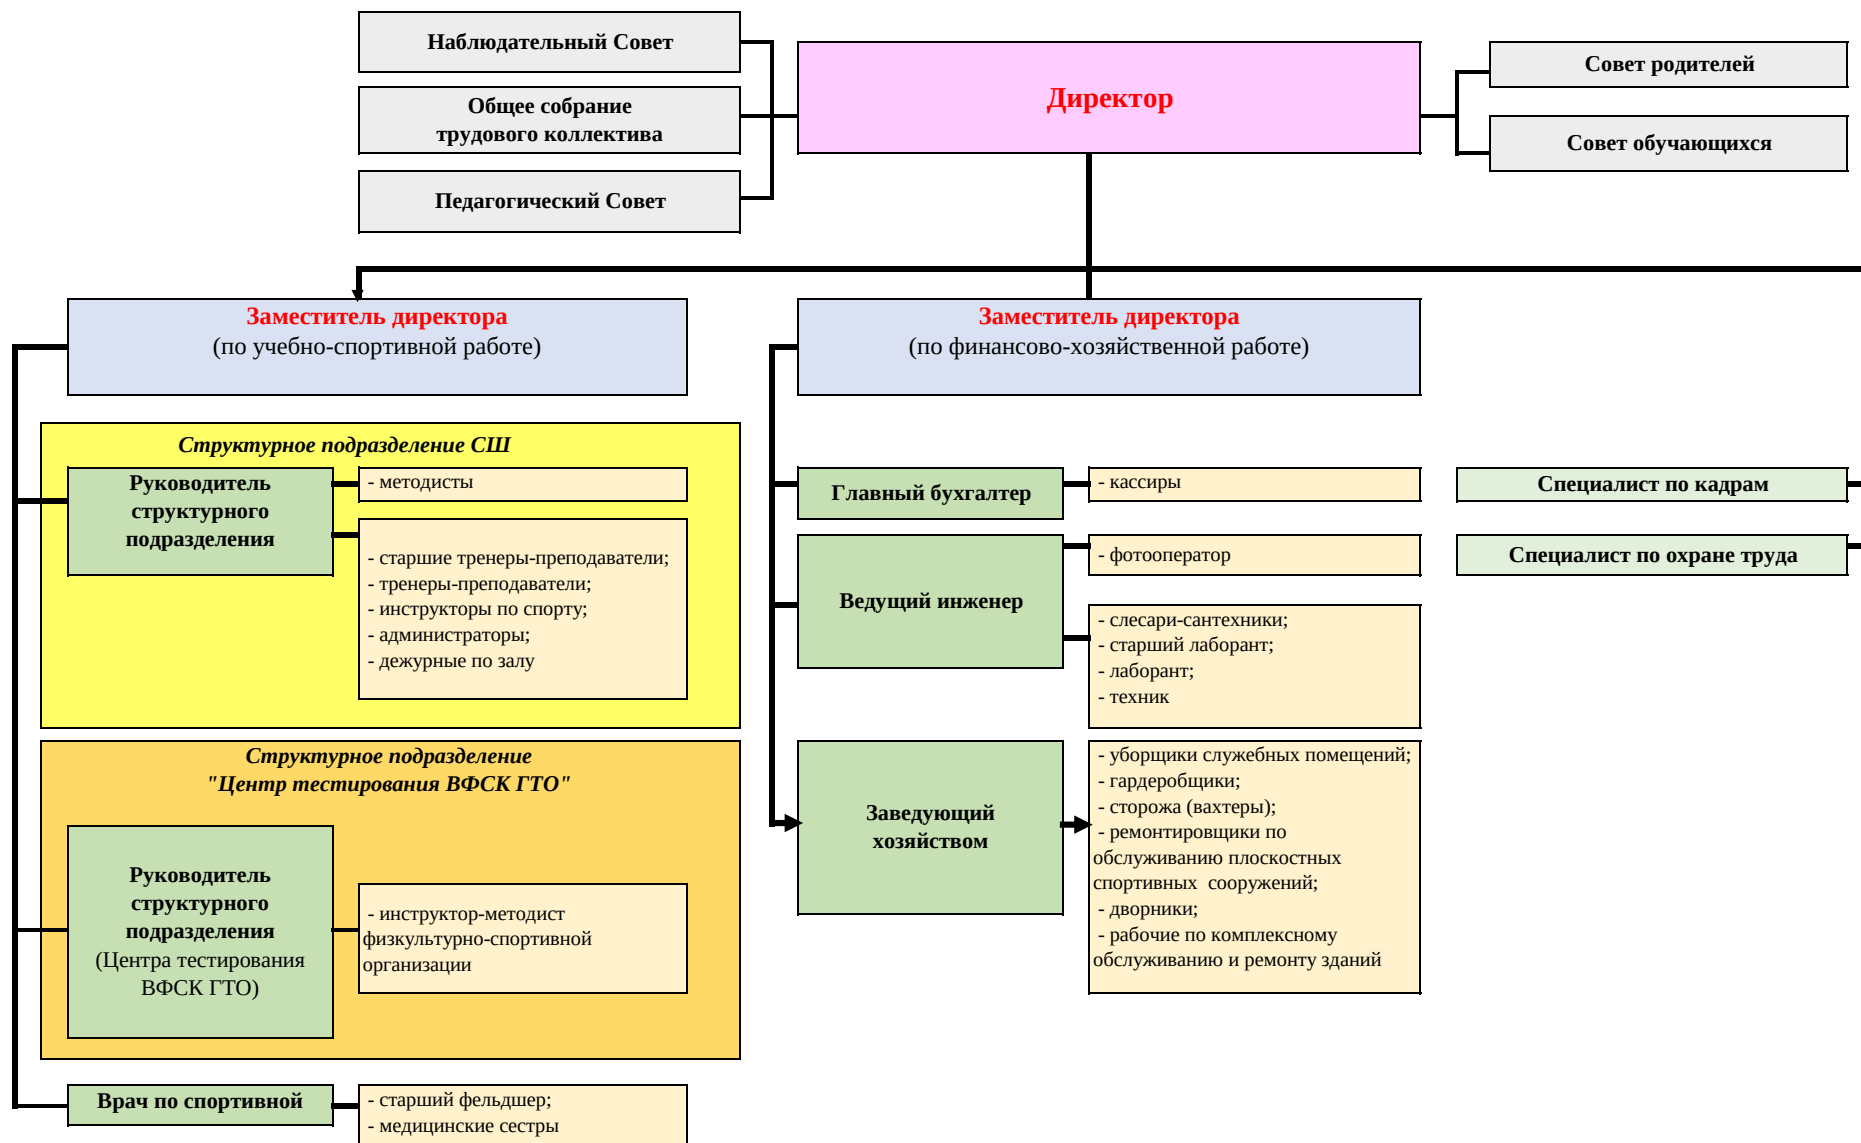 Наблюдательный Совет
Общее собрание
трудового коллектива
Педагогический Совет
Директор
Совет родителей
Совет обучающихся
Заместитель директора
(по учебно-спортивной работе)
Заместитель директора
(по финансово-хозяйственной работе)
Структурное подразделение СШ
Руководитель
структурного
подразделения
- методисты
- старшие тренеры-преподаватели;
- тренеры-преподаватели;
- инструкторы по спорту;
- администраторы;
- дежурные по залу
Структурное подразделение
"Центр тестирования ВФСК ГТО"
Руководитель
структурного
подразделения
(Центра тестирования
ВФСК ГТО)
- инструктор-методист
физкультурно-спортивной
организации
Врач по спортивной
- старший фельдшер;
- медицинские сестры
Главный бухгалтер
- кассиры
Ведущий инженер
- фотооператор
- слесари-сантехники;
- старший лаборант;
- лаборант;
- техник
Заведующий
хозяйством
- уборщики служебных помещений;
- гардеробщики;
- сторожа (вахтеры);
- ремонтировщики по
обслуживанию плоскостных
спортивных  сооружений;
- дворники;
- рабочие по комплексному
обслуживанию и ремонту зданий
Специалист по кадрам
Специалист по охране труда